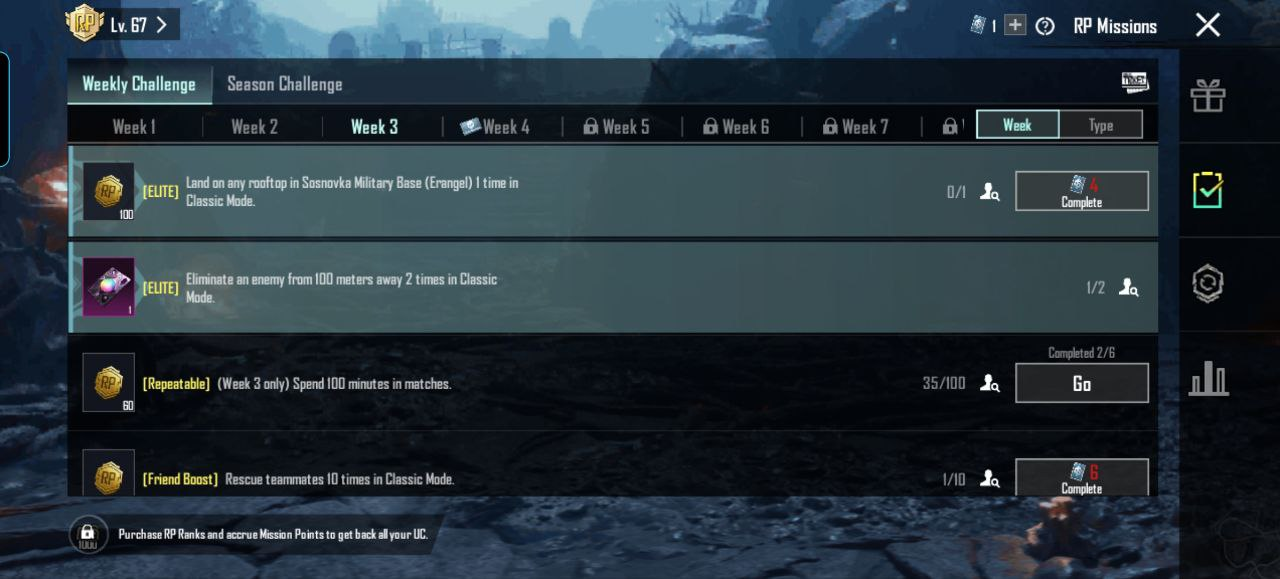 RP Lv. 67
1 + ? RP Missions
Weekly Challenge Season Challenge
Week 1 Week 2 Week 3 Week 4 Week 5 Week 6 Week 7 Week Type
RP
100
[ELITE] Land on any rooftop in Sosnovka Military Base (Erangel) 1 time in
Classic Mode.
0/1
4
Complete
1
[ELITE] Eliminate an enemy from 100 meters away 2 times in Classic
Mode.
1/2
Completed 2/6
RP
60
[Repeatable] (Week 3 only) Spend 100 minutes in matches.
35/100
Go
RP
[Friend Boost] Rescue teammates 10 times in Classic Mode.
1/10
6
Complete
1000
Purchase RP Ranks and accrue Mission Points to get back all your UC.